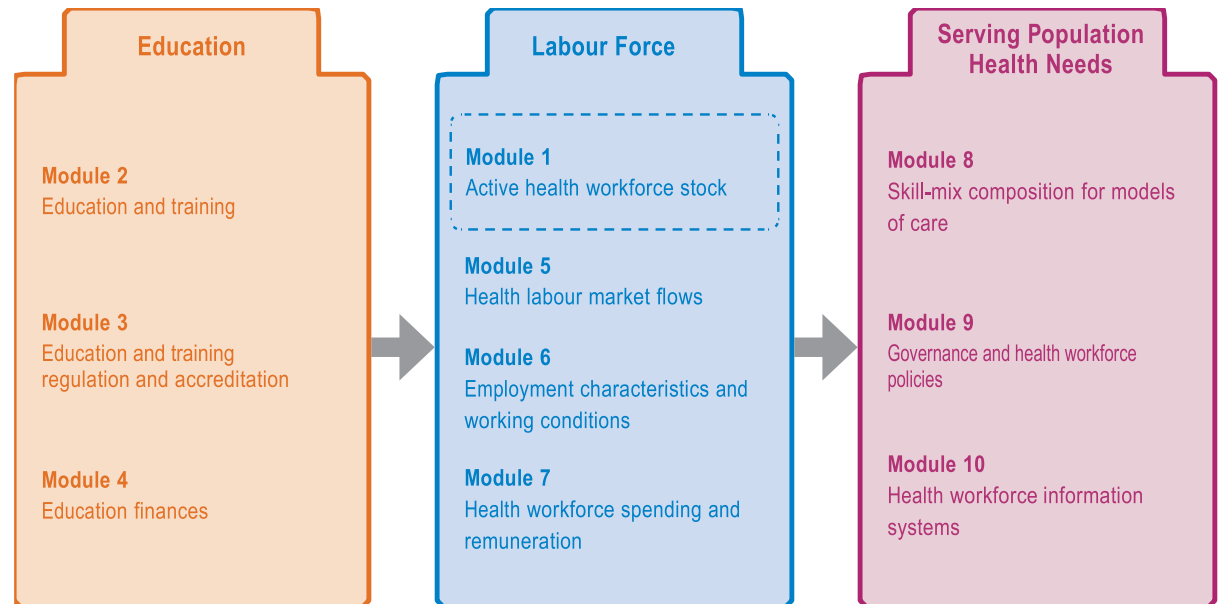 Education
Module 2
Education and training
Module 3
Education and training
regulation and accreditation
Module 4
Education finances
Labour Force
Module 1
Active health workforce stock
Module 5
Health labour market flows
Module 6
Employment characteristics and
working conditions
Module 7
Health workforce spending and
remuneration
Serving Population
Health Needs
Module 8
Skill-mix composition for models
of care
Module 9
Governance and health workforce
policies
Module 10
Health workforce information
systems